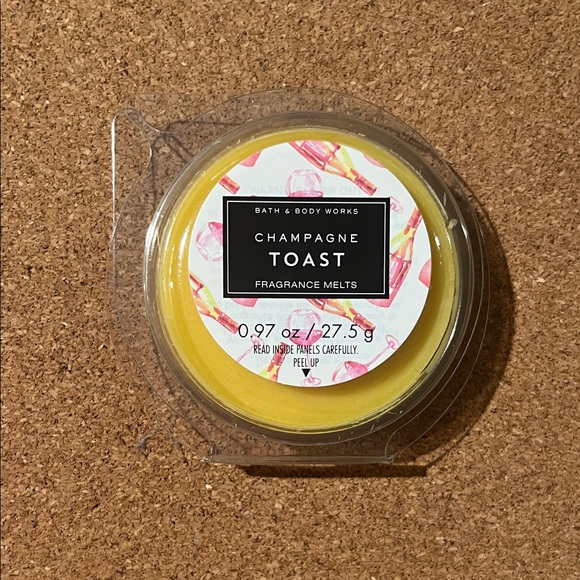 BATH & BODY WORKS
CHAMPAGNE
TOAST
FRAGRANCE MELTS
0.97 oz / 27.5 g
READ INSIDE PANELS CAREFULLY.
PEEL UP